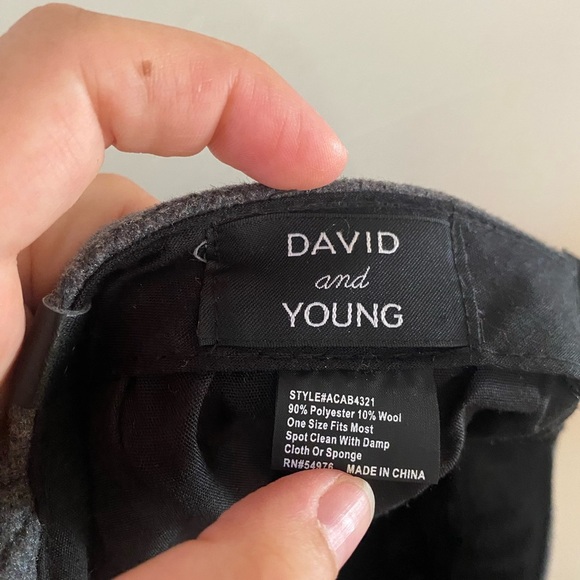 DAVID
and
YOUNG
STYLE#ACAB4321
90% Polyester 10% Wool
One Size Fits Most
Spot Clean With Damp
Cloth Or Sponge
RN#54976 MADE IN CHINA